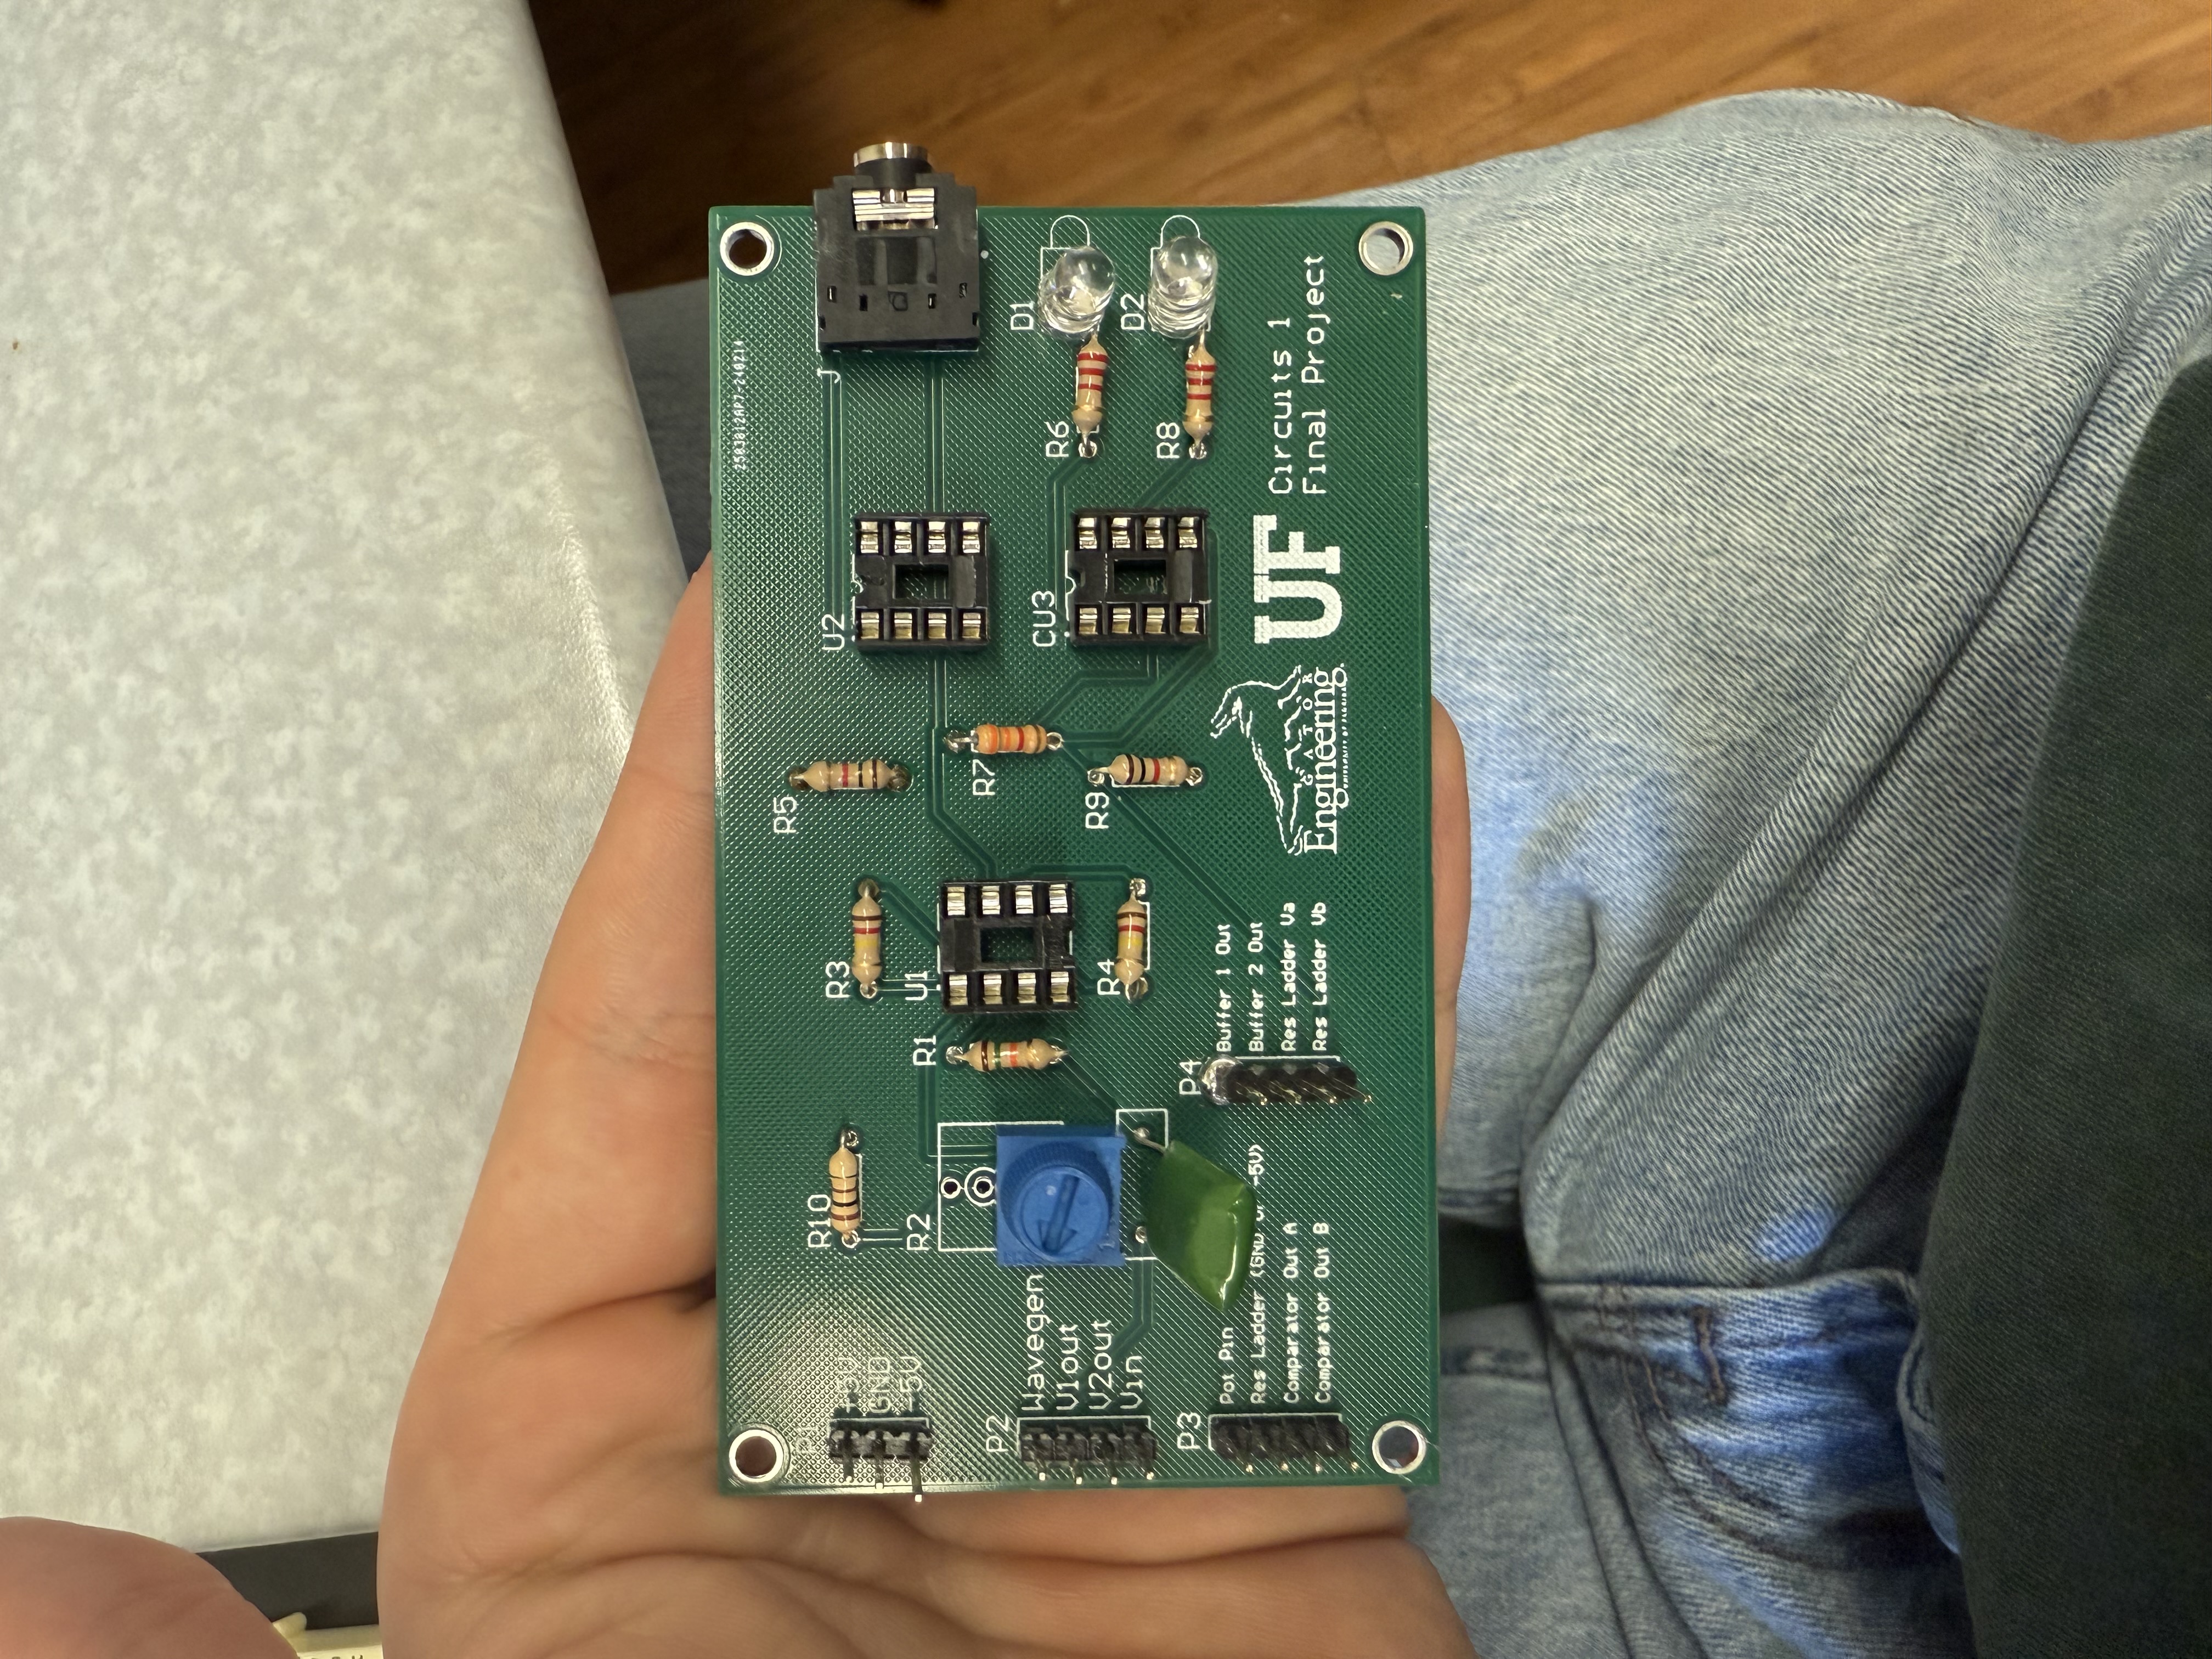 2503812AP7-240214
R5
R10
R3
U2
J
P1
+5V
GND
-5V
R2
R1
U1
R7
P2
Wavegen
V1out
V2out
Vin
CU3
D1
R6
R9
R4
D2
R8
P3
P4
Pot Pin
Buffer 1 Out
Res Ladder (GND or -5V)
Buffer 2 Out
Comparator Out A
Res Ladder Va
Comparator Out B
Res Ladder Vb
GATOR
Engineering
UNIVERSITY OF FLORIDA
UF
Circuits 1
Final Project